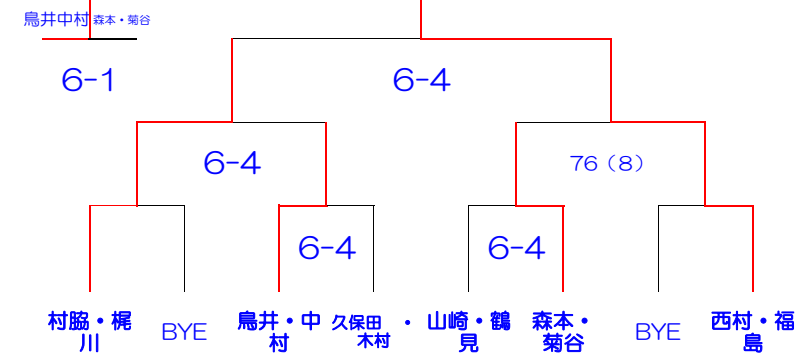 鳥井中村 森本・菊谷
6-1
6-4
6-4
76（8）
6-4
6-4
村脇・梶川
BYE
鳥井・中村
久保田・木村
山崎・鶴見
森本・菊谷
BYE
西村・福島